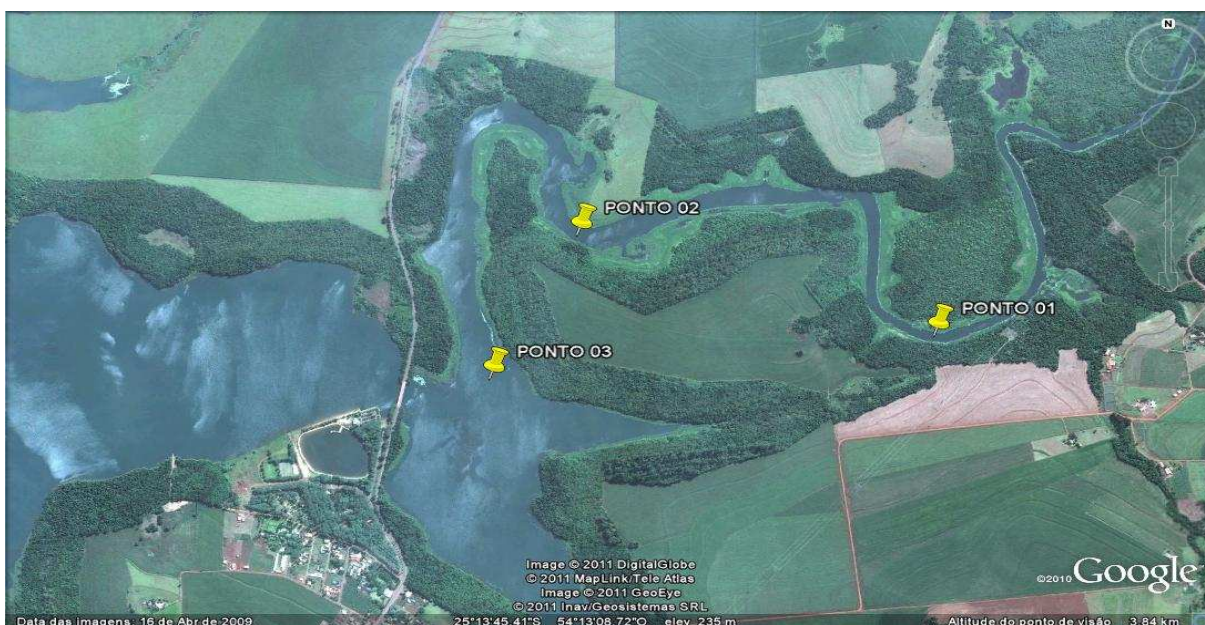 N
PONTO 02
PONTO 01
PONTO 03
Image © 2011 DigitalGlobe
© 2011 MapLink/Tele Atlas
Image © 2011 GeoEye
© 2011 Inav/Geosistemas SRL
©2010 Google
Data das imagens: 16 de Abr de 2009 25°13'45.41"S 54°13'08.72"O elev 235 m Altitude do ponto de visão 3.84 km